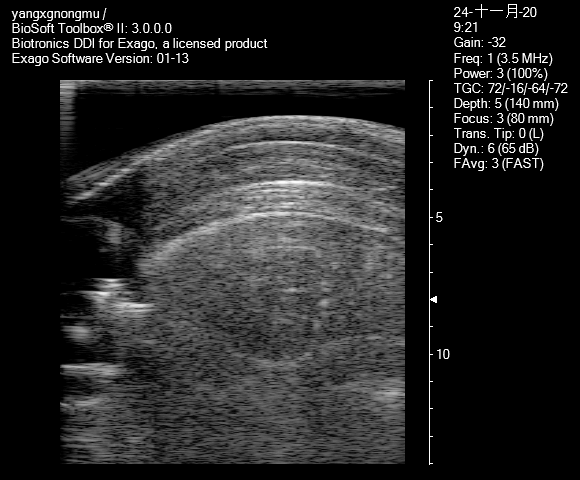 yangxgnongmu /
BioSoft Toolbox® II: 3.0.0.0
Biotronics DDI for Exago, a licensed product
Exago Software Version: 01-13
24-十一月-20
9:21
Gain: -32
Freq: 1 (3.5 MHz)
Power: 3 (100%)
TGC: 72/-16/-64/-72
Depth: 5 (140 mm)
Focus: 3 (80 mm)
Trans. Tip: 0 (L)
Dyn.: 6 (65 dB)
FAvg: 3 (FAST)
5
10